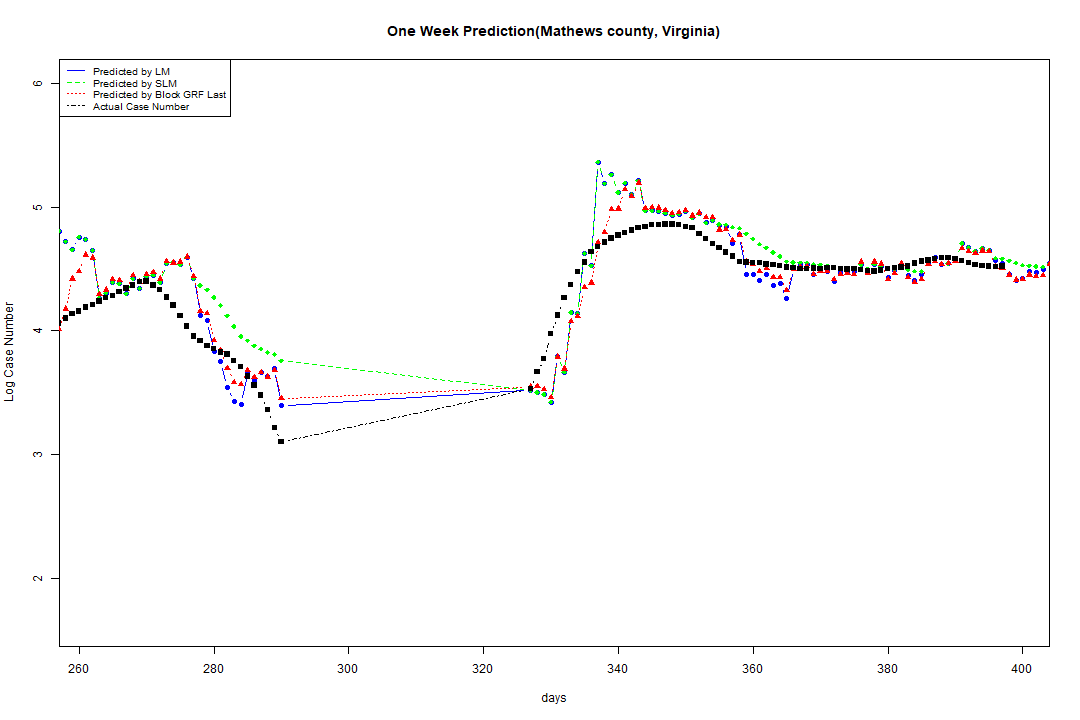 One Week Prediction(Mathews county, Virginia)
Predicted by LM
Predicted by SLM
Predicted by Block GRF Last
Actual Case Number
Log Case Number
6
5
4
3
2
260 280 300 320 340 360 380 400
days